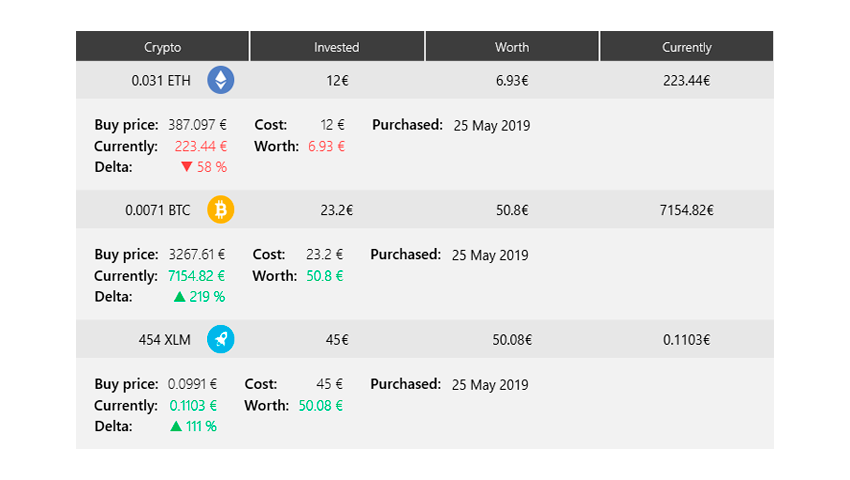 Crypto Invested Worth Currently
0.031 ETH 12€ 6.93€ 223.44€
Buy price: 387.097 € Cost: 12 € Purchased: 25 May 2019
Currently: 223.44 € Worth: 6.93 €
Delta: ▼ 58 %
0.0071 BTC 23.2€ 50.8€ 7154.82€
Buy price: 3267.61 € Cost: 23.2 € Purchased: 25 May 2019
Currently: 7154.82 € Worth: 50.8 €
Delta: ▲ 219 %
454 XLM 45€ 50.08€ 0.1103€
Buy price: 0.0991 € Cost: 45 € Purchased: 25 May 2019
Currently: 0.1103 € Worth: 50.08 €
Delta: ▲ 111 %